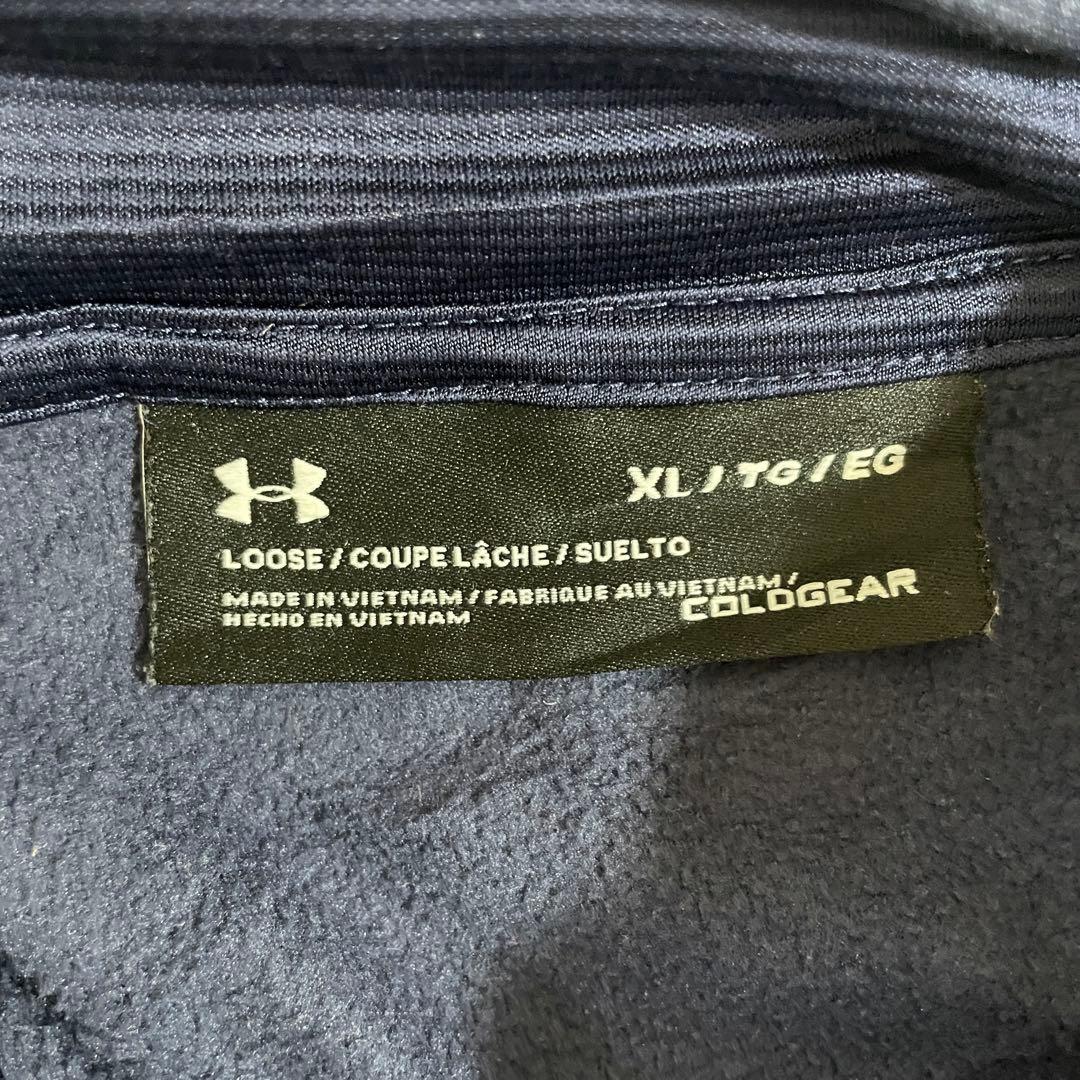 XL / TG / EG
LOOSE / COUPE LÂCHE / SUELTO
MADE IN VIETNAM / FABRIQUE AU VIETNAM /
HECHO EN VIETNAM
COLDGEAR